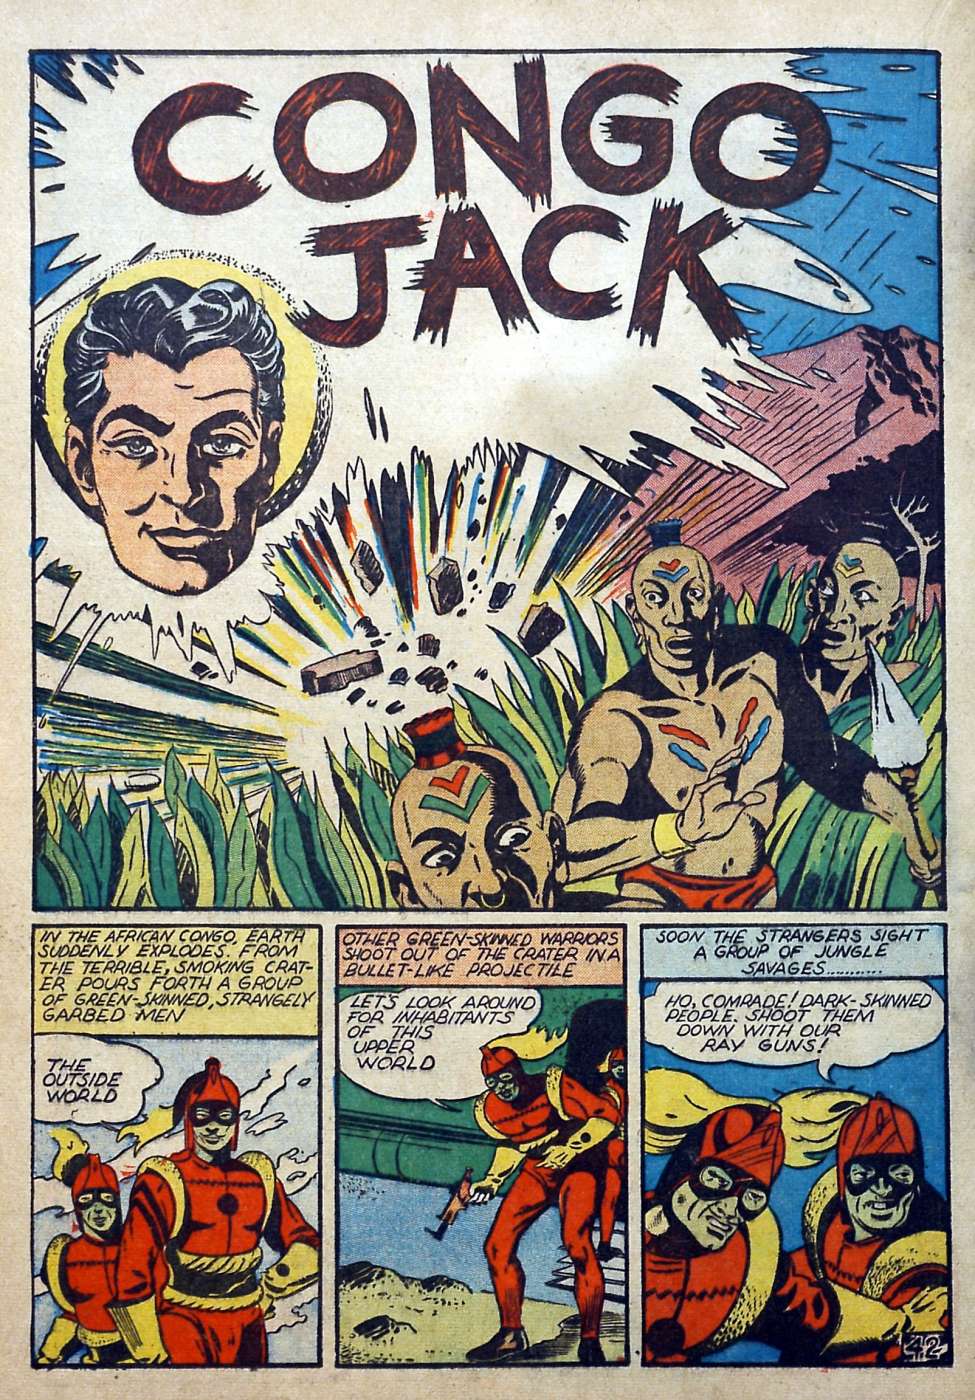 CONGO
JACK
IN THE AFRICAN CONGO, EARTH
SUDDENLY EXPLODES. FROM
THE TERRIBLE, SMOKING CRAT-
ER POURS FORTH A GROUP
OF GREEN-SKINNED, STRANGELY
GARBED MEN
THE
OUTSIDE
WORLD
OTHER GREEN-SKINNED WARRIORS
SHOOT OUT OF THE CRATER IN A
BULLET-LIKE PROJECTILE
LET'S LOOK AROUND
FOR INHABITANTS
OF THIS
UPPER
WORLD
SOON THE STRANGERS SIGHT
A GROUP OF JUNGLE
SAVAGES...........
HO, COMRADE! DARK-SKINNED
PEOPLE. SHOOT THEM
DOWN WITH OUR
RAY GUNS!
42